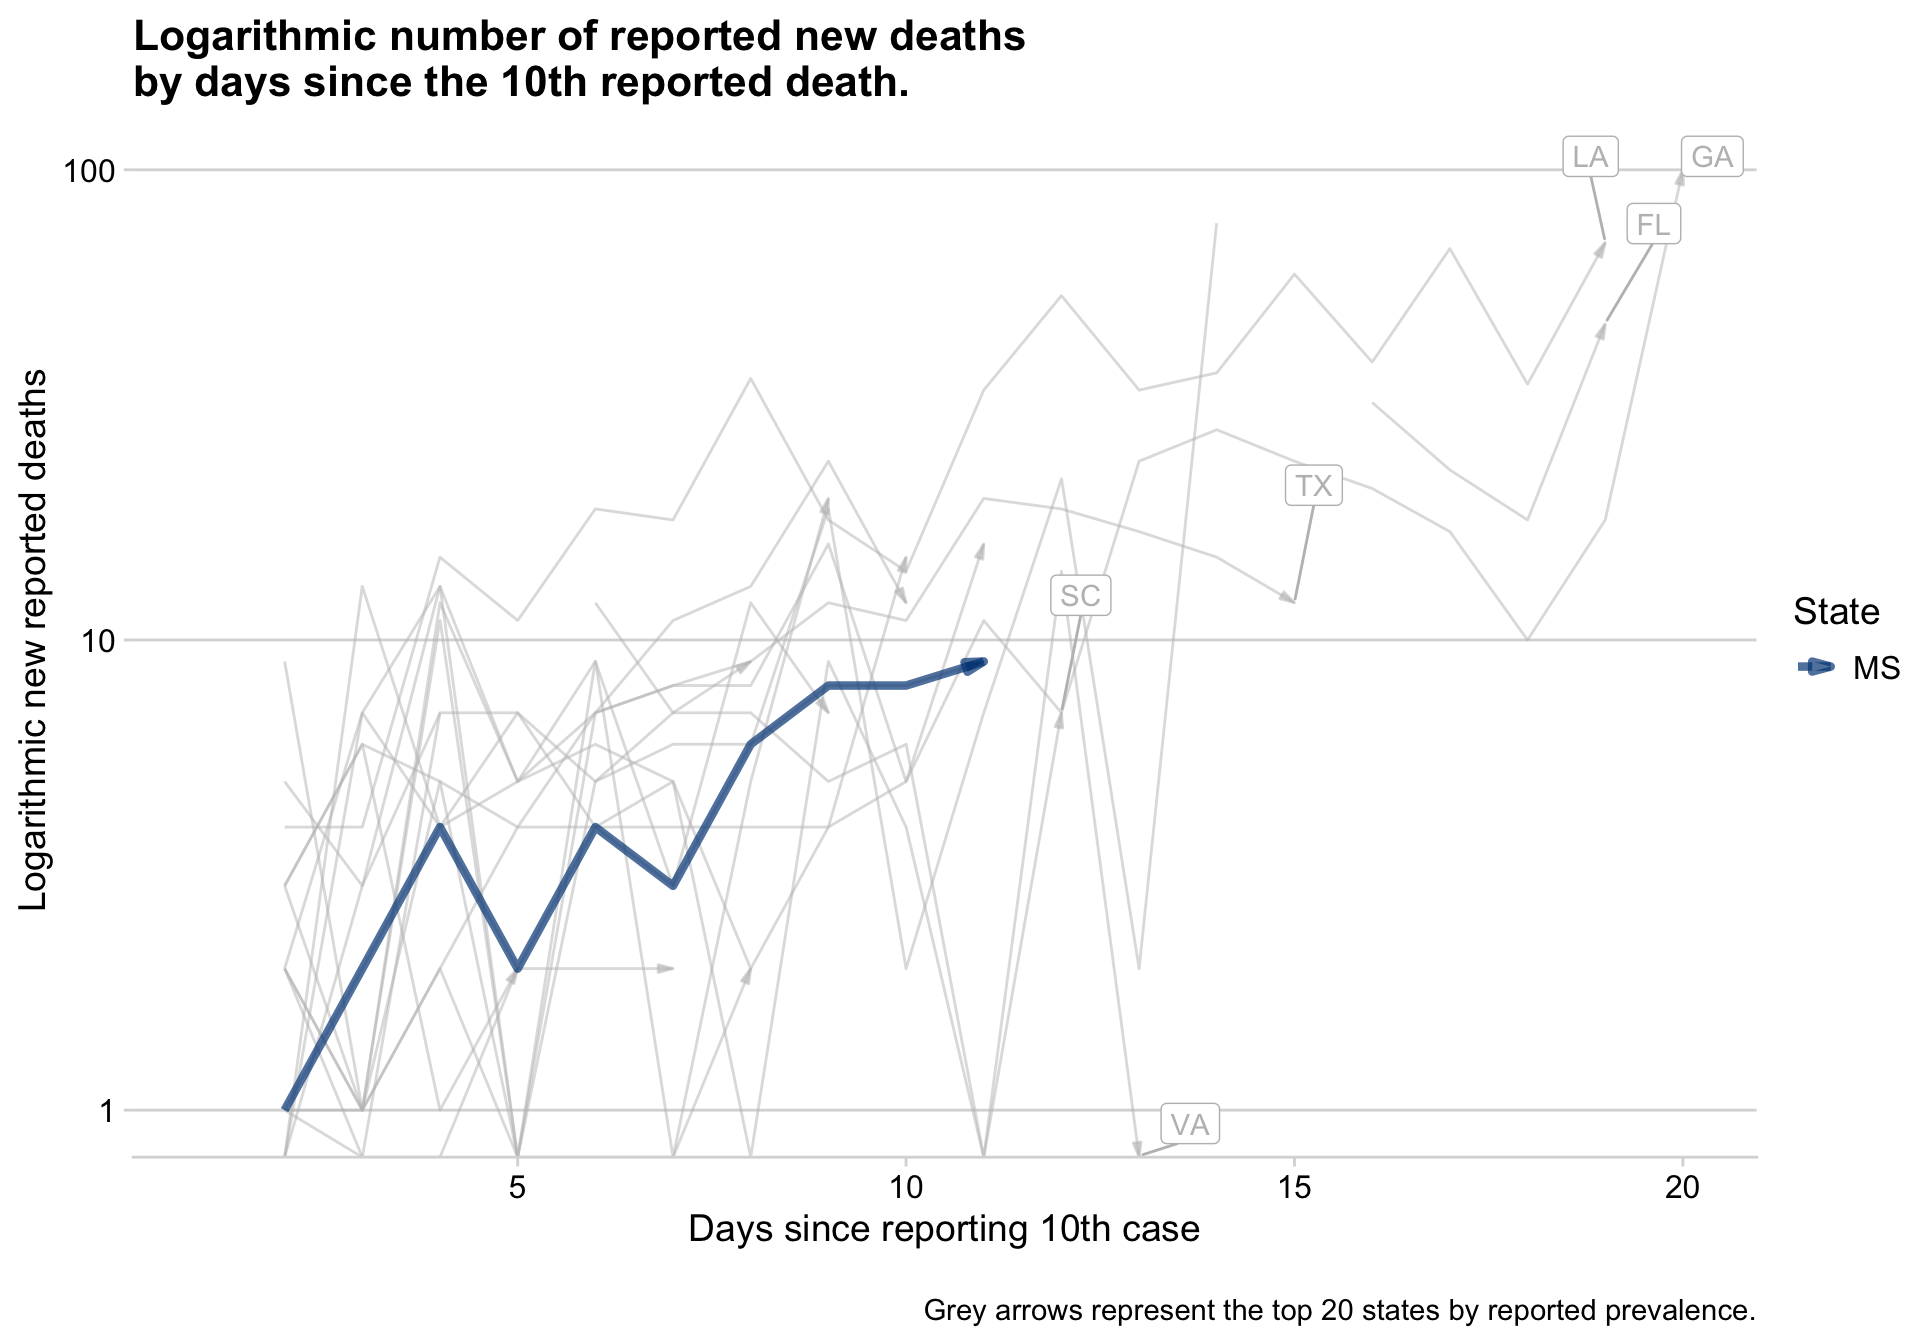 Logarithmic number of reported new deaths
by days since the 10th reported death.
LA
GA
FL
TX
SC
VA
100
10
1
Logarithmic new reported deaths
5
10
15
20
Days since reporting 10th case
State
MS
Grey arrows represent the top 20 states by reported prevalence.